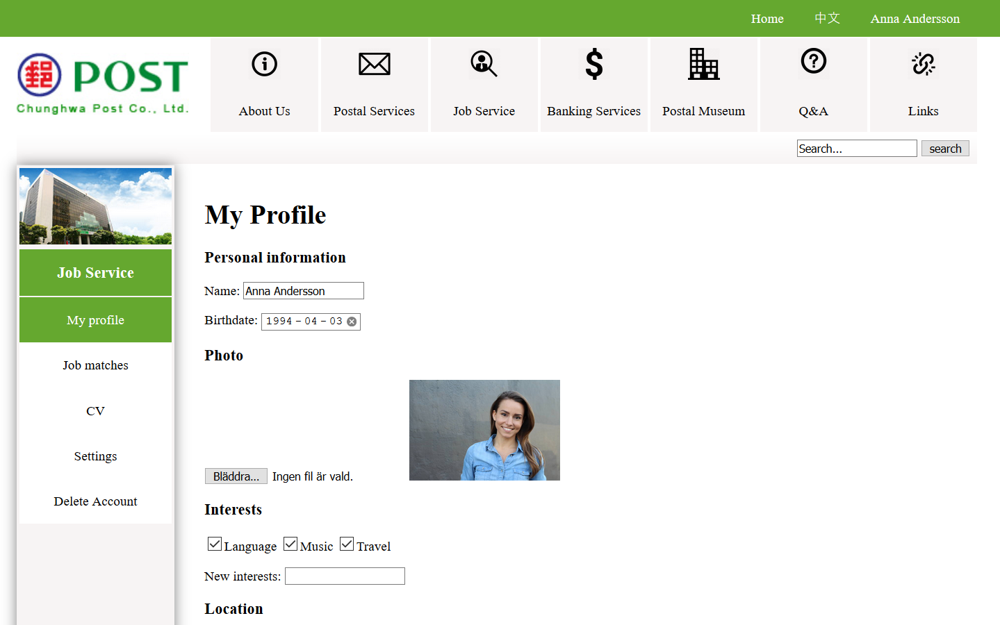 Home 中文 Anna Andersson
郵 POST
Chunghwa Post Co., Ltd.
About Us Postal Services Job Service Banking Services Postal Museum Q&A Links
Search... search
My Profile
Personal information
Name: Anna Andersson
Birthdate: 1994-04-03
Photo
Bläddra... Ingen fil är vald.
Interests
Language Music Travel
New interests:
Location
Job Service
My profile
Job matches
CV
Settings
Delete Account